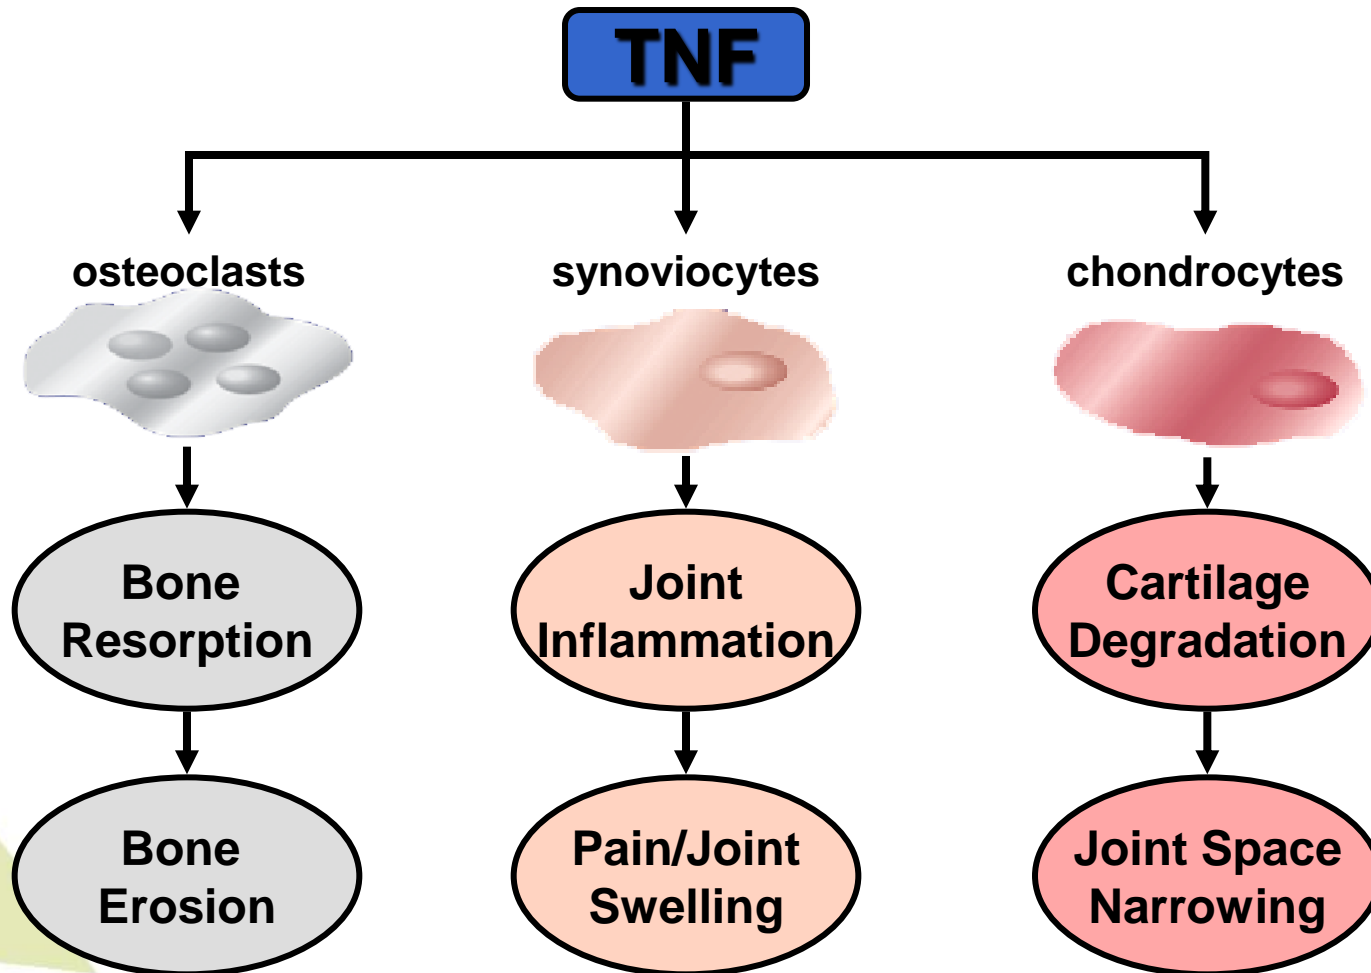 TNF
osteoclasts
synoviocytes
chondrocytes
Bone
Resorption
Joint
Inflammation
Cartilage
Degradation
Bone
Erosion
Pain/Joint
Swelling
Joint Space
Narrowing